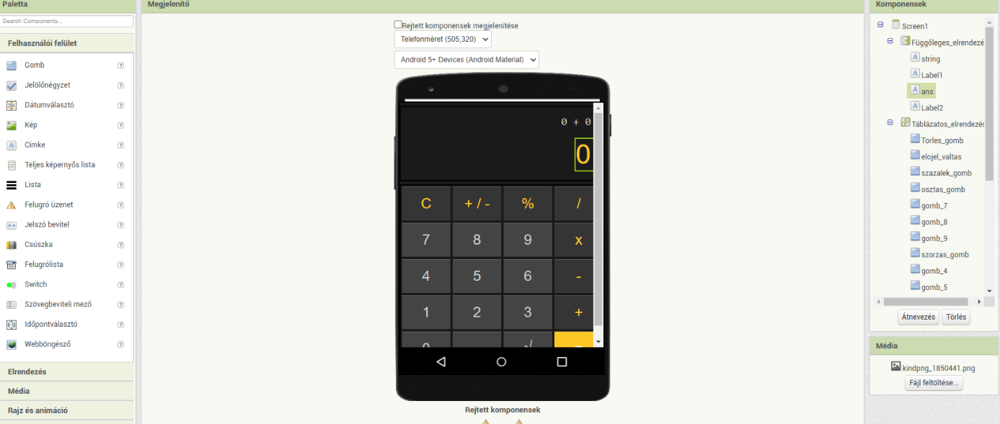 Paletta
Search Components...
Felhasználói felület
Gomb
Jelölőnégyzet
Dátumválasztó
Kép
Címke
Teljes képernyős lista
Lista
Felugró üzenet
Jelszó bevitel
Csúszka
Felugrólista
Switch
Szövegbeviteli mező
Időpontválasztó
Webböngésző
Elrendezés
Média
Rajz és animáció
Megjelenítő
Rejtett komponensek megjelenítése
Telefonméret (505,320)
Android 5+ Devices (Android Material)
0 + 0
0
C + / - % /
7 8 9 x
4 5 6 -
1 2 3 +
0 . √ =
Rejtett komponensek
Komponensek
Screen1
Függőleges_elrendezé
string
Label1
ans
Label2
Táblázatos_elrendezés
Torles_gomb
elojel_valtas
szazalek_gomb
osztas_gomb
gomb_7
gomb_8
gomb_9
szorzas_gomb
gomb_4
gomb_5
Átnevezés Törlés
Média
kindpng_1850441.png
Fájl feltöltése...